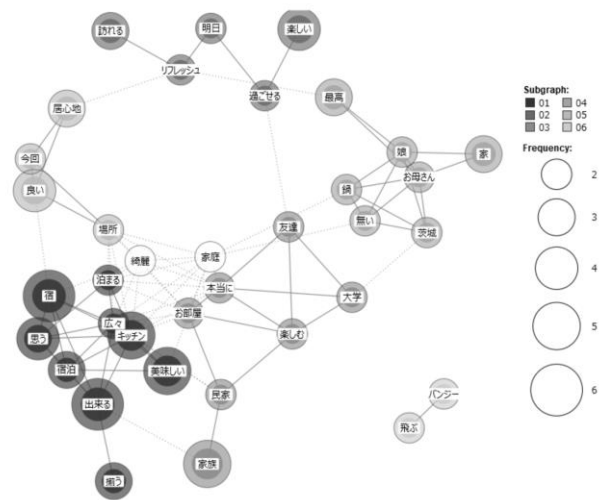 訪れる
明日
楽しい
リフレッシュ
過ごせる
居心地
最高
今回
娘
家
良い
お母さん
鍋
無い
茨城
場所
友達
綺麗
家庭
宿
泊まる
本当に
大学
広々
お部屋
思う
キッチン
楽しむ
宿泊
美味しい
出来る
民家
バンジー
飛ぶ
家族
揃う
Subgraph:
01 04
02 05
03 06
Frequency:
2
3
4
5
6